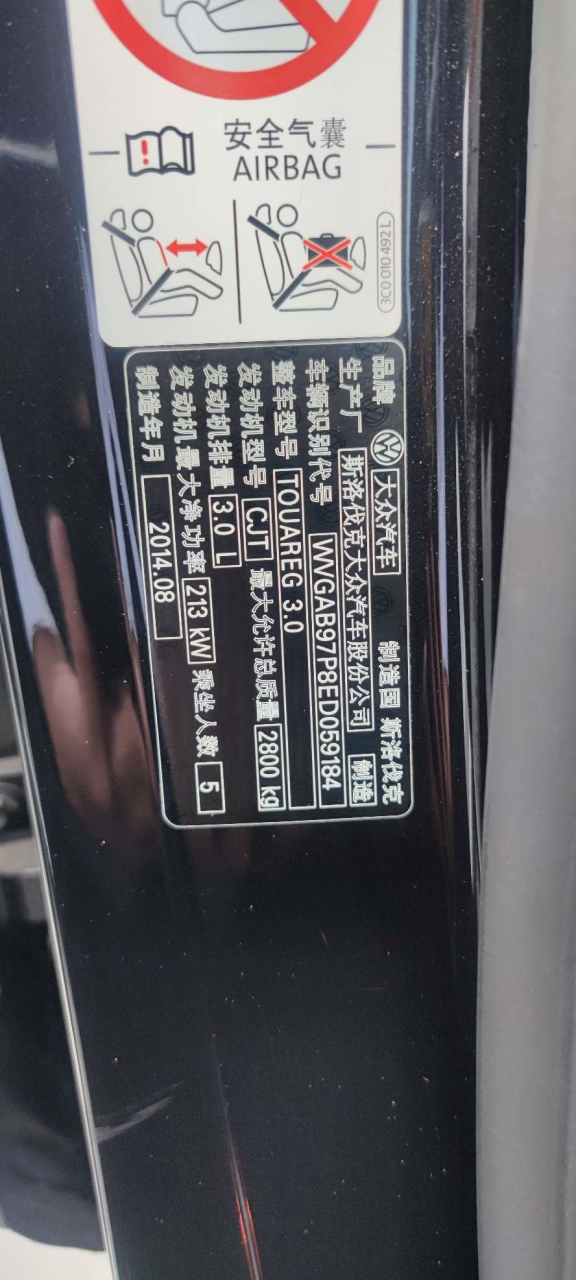 安全气囊
AIRBAG
3C0 010 492 L
品牌 大众汽车 制造国 斯洛伐克
生产厂 斯洛伐克大众汽车股份公司 制造
车辆识别代号 WVGAB97P8ED059184
整车型号 TOUAREG 3.0
发动机型号 CJT 最大允许总质量 2800 kg
发动机排量 3.0 L
发动机最大净功率 213 kW 乘坐人数 5
制造年月 2014.08